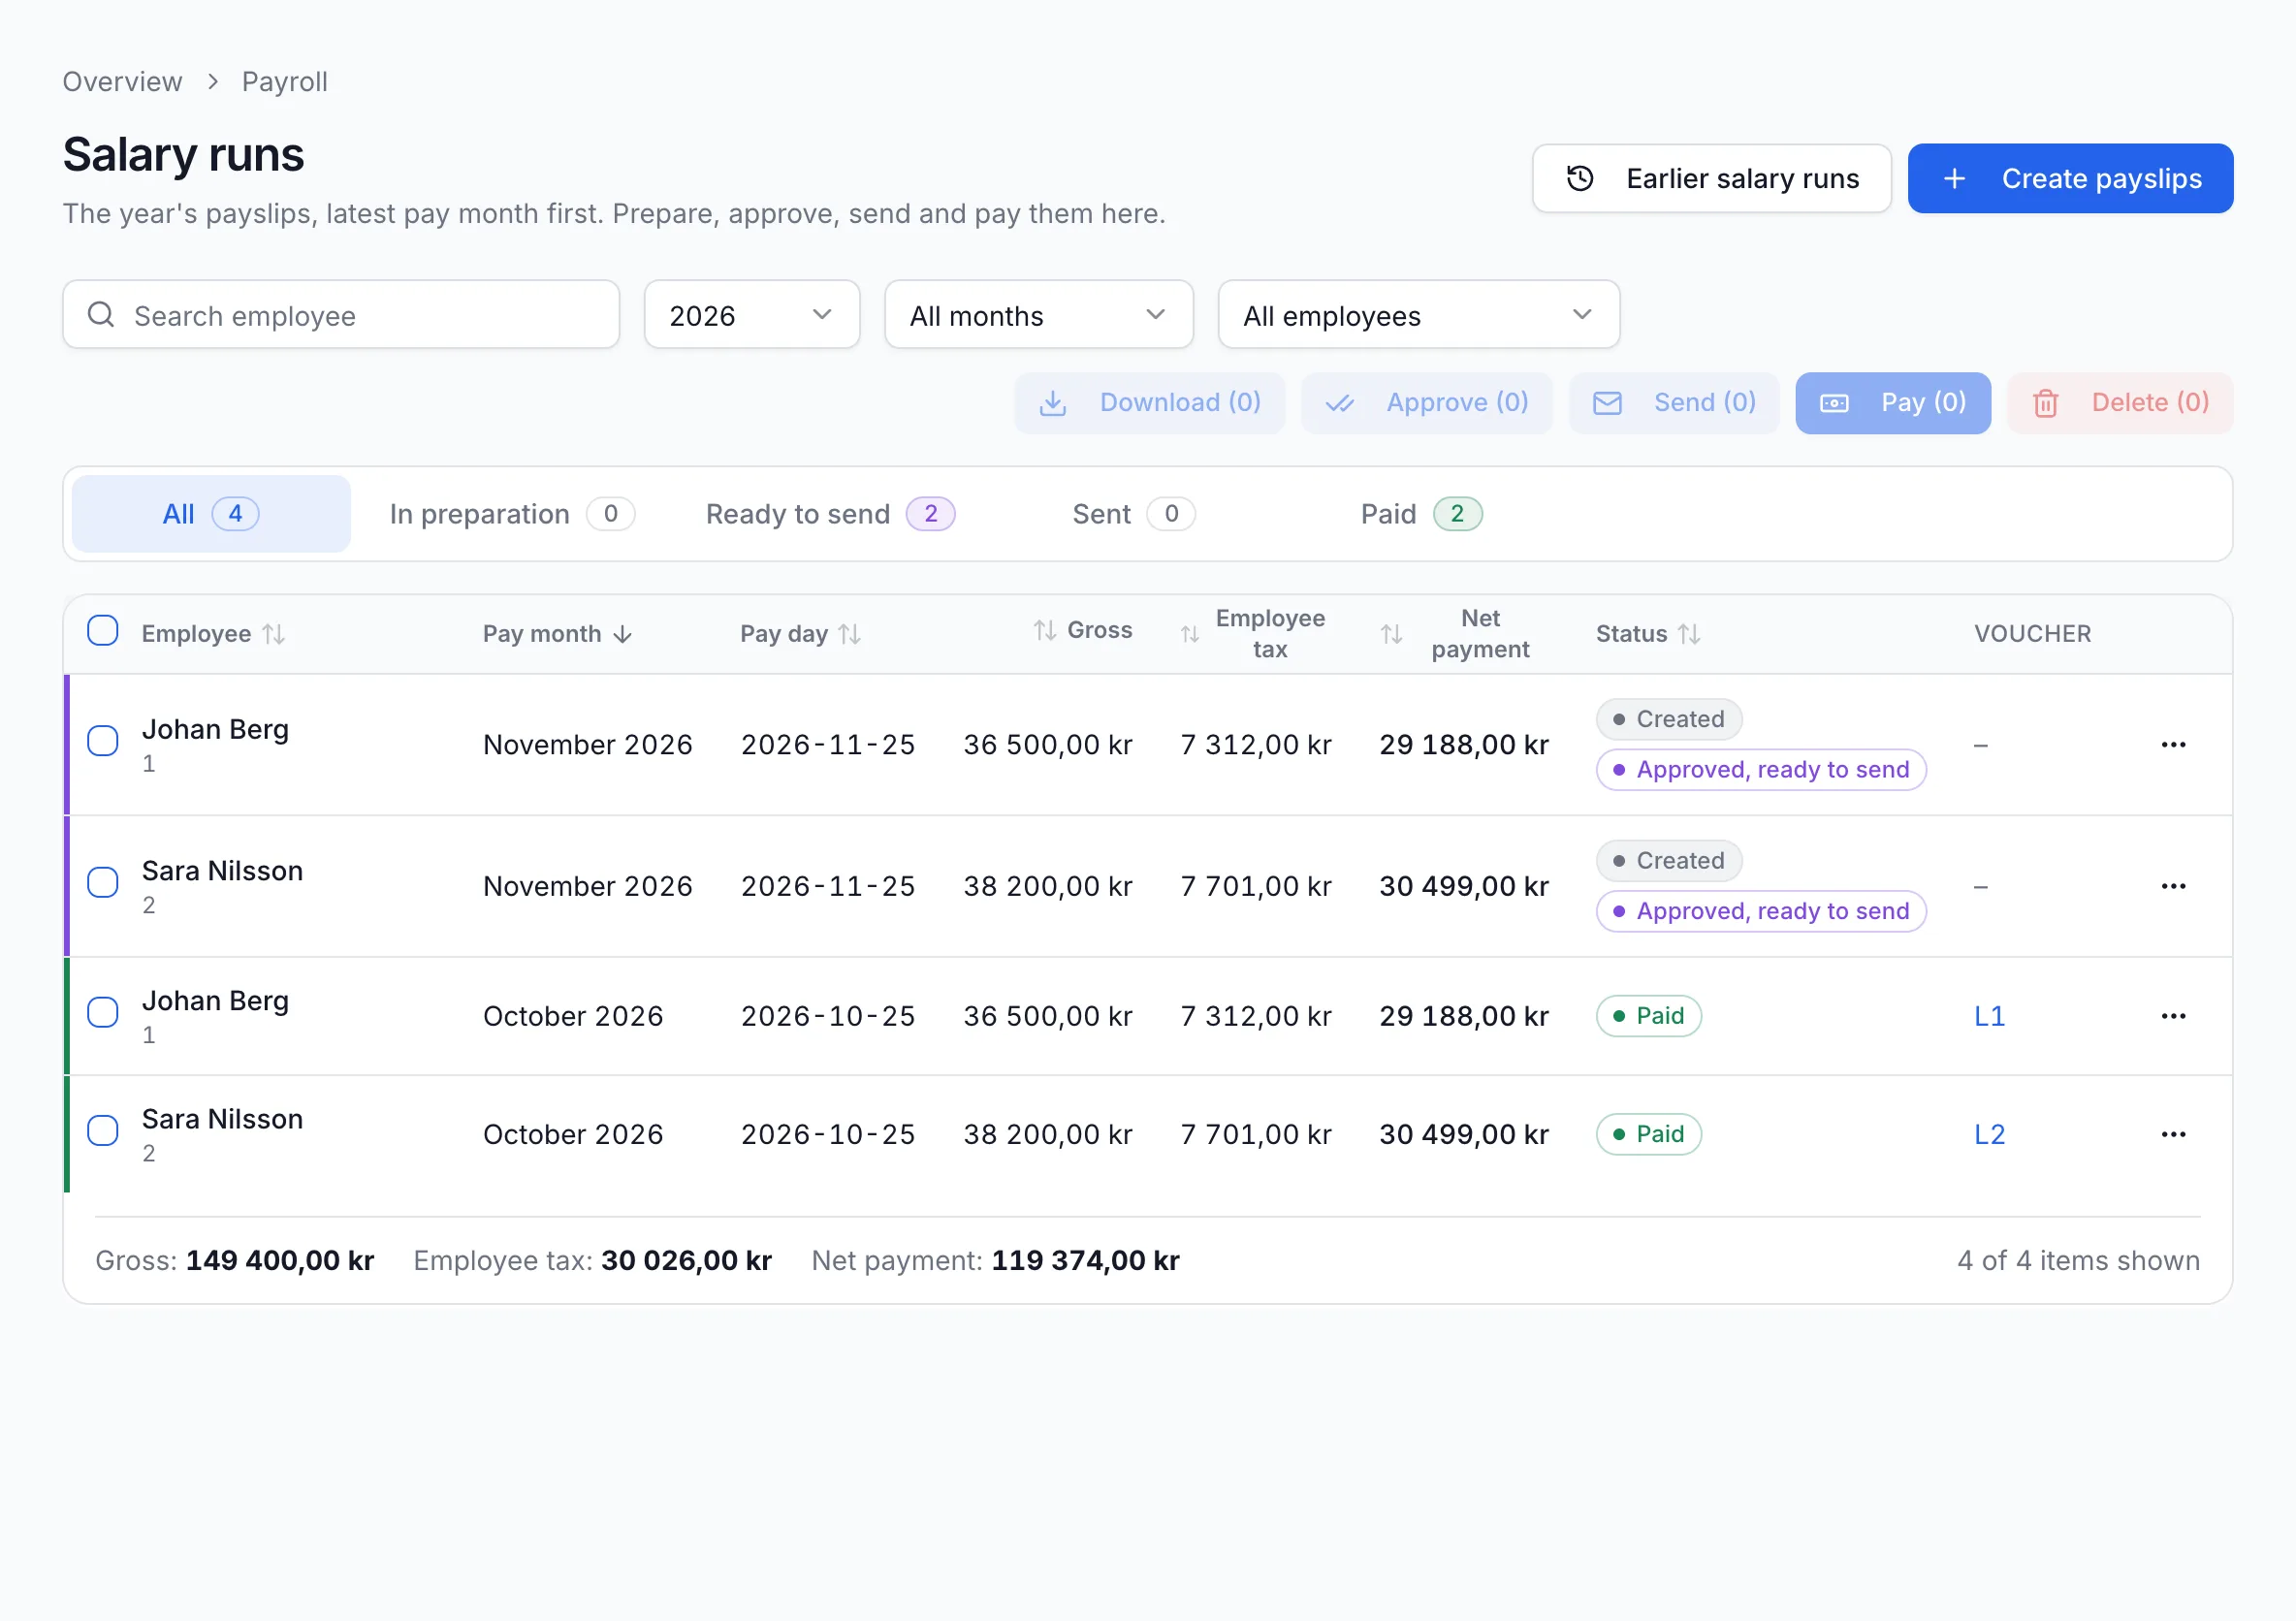 Overview > Payroll
Salary runs
The year's payslips, latest pay month first. Prepare, approve, send and pay them here.
Earlier salary runs
Create payslips
Search employee
2026
All months
All employees
Download (0)
Approve (0)
Send (0)
Pay (0)
Delete (0)
All 4
In preparation 0
Ready to send 2
Sent 0
Paid 2
Employee Pay month Pay day Gross Employee tax Net payment Status VOUCHER
Johan Berg
1
November 2026 2026-11-25 36 500,00 kr 7 312,00 kr 29 188,00 kr
Created
Approved, ready to send
–
Sara Nilsson
2
November 2026 2026-11-25 38 200,00 kr 7 701,00 kr 30 499,00 kr
Created
Approved, ready to send
–
Johan Berg
1
October 2026 2026-10-25 36 500,00 kr 7 312,00 kr 29 188,00 kr Paid L1
Sara Nilsson
2
October 2026 2026-10-25 38 200,00 kr 7 701,00 kr 30 499,00 kr Paid L2
Gross: 149 400,00 kr Employee tax: 30 026,00 kr Net payment: 119 374,00 kr
4 of 4 items shown